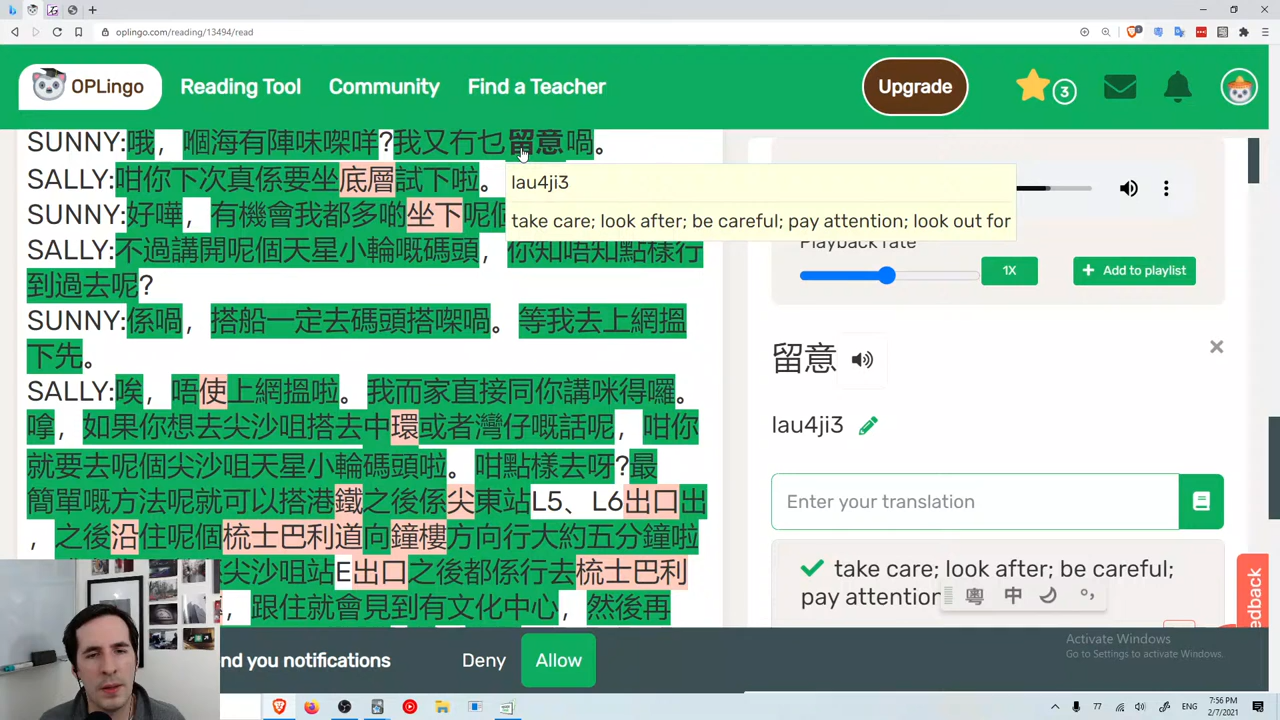 oplingo.com/reading/13494/read
OPLingo
Reading Tool
Community
Find a Teacher
Upgrade
3
SUNNY:哦，嗰海有陣味㗎咩?我又冇乜留意喎。
SALLY:咁你下次真係要坐底層試下啦。
SUNNY:好嘩，有機會我都多啲坐下呢個
SALLY:不過講開呢個天星小輪嘅碼頭，你知唔知點樣行
到過去呢?
SUNNY:係喎，搭船一定去碼頭搭㗎喎。等我去上網搵
下先。
SALLY:唉，唔使上網搵啦。我而家直接同你講咪得囉。
嗱，如果你想去尖沙咀搭去中環或者灣仔嘅話呢，咁你
就要去呢個尖沙咀天星小輪碼頭啦。咁點樣去呀?最
簡單嘅方法呢就可以搭港鐵之後係尖東站L5、L6出口出
，之後沿住呢個梳士巴利道向鐘樓方向行大約五分鐘啦
尖沙咀站E出口之後都係行去梳士巴利
，跟住就會見到有文化中心，然後再
lau4ji3
take care; look after; be careful; pay attention; look out for
Playback rate
1X
Add to playlist
留意
lau4ji3
Enter your translation
take care; look after; be careful;
pay attention
粵 中
Feedback
nd you notifications
Deny
Allow
Activate Windows
Go to Settings to activate Windows.
77
ENG
7:56 PM
2/7/2021